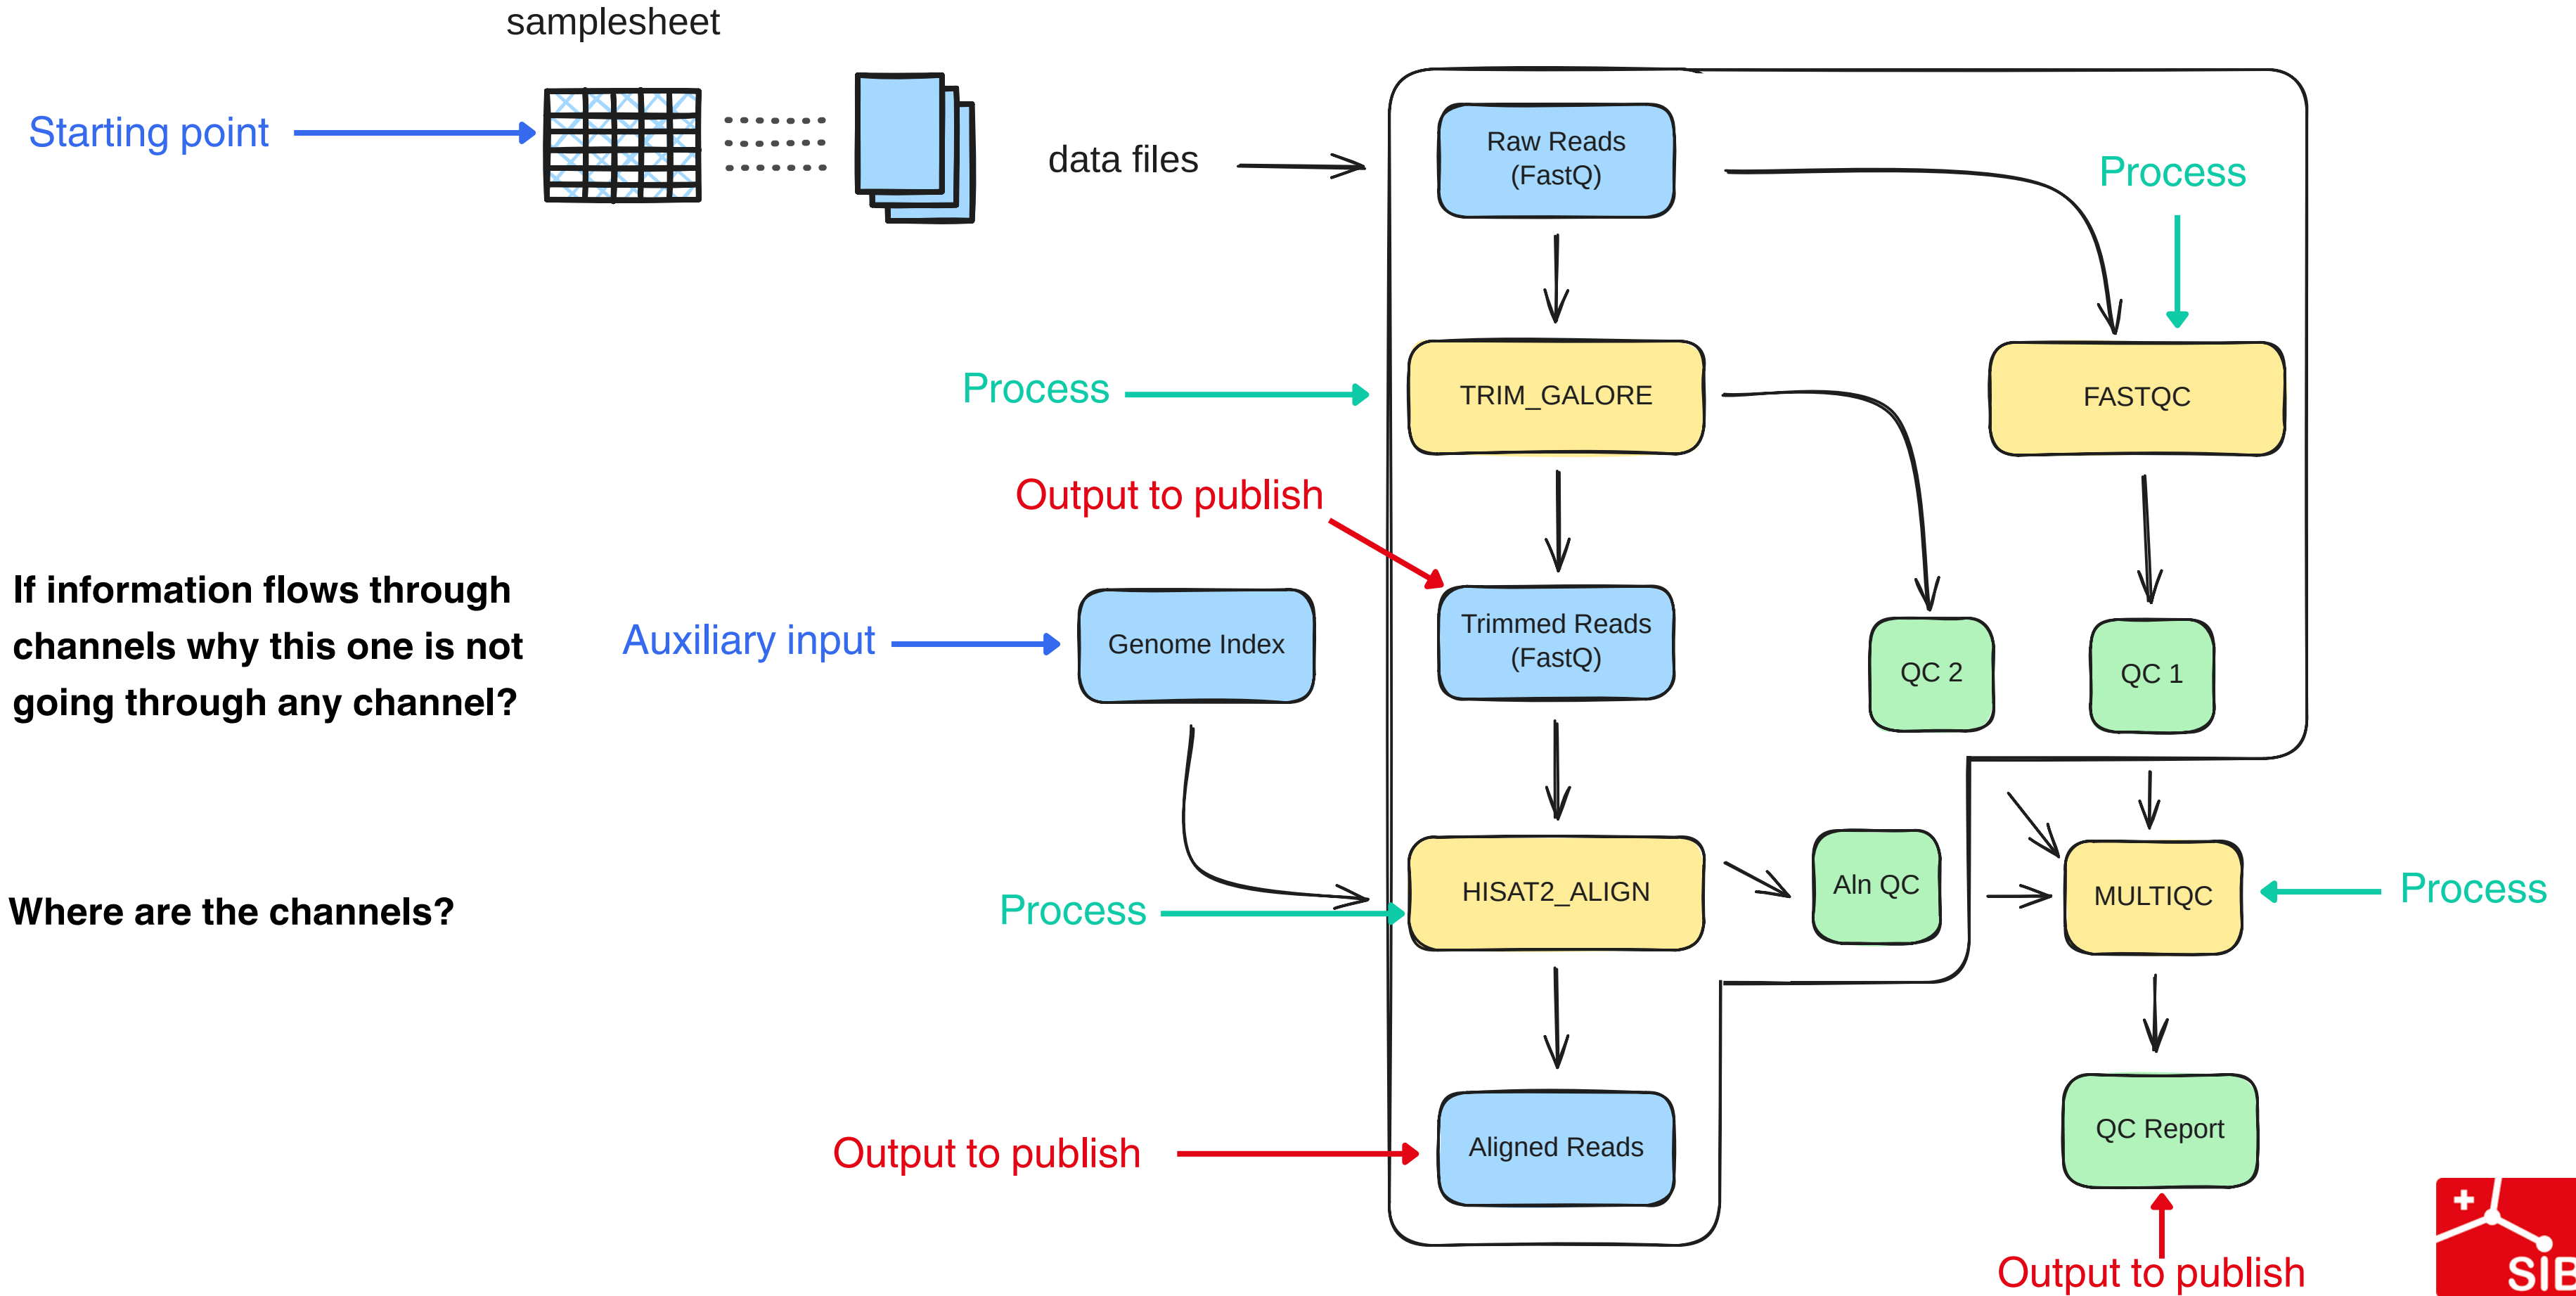 samplesheet
Starting point
data files
Raw Reads
(FastQ)
Process
Process
TRIM_GALORE
FASTQC
Output to publish
If information flows through
channels why this one is not
going through any channel?
Auxiliary input
Genome Index
Trimmed Reads
(FastQ)
QC 2
QC 1
Where are the channels?
Process
HISAT2_ALIGN
Aln QC
MULTIQC
Process
Output to publish
Aligned Reads
QC Report
Output to publish
SIB